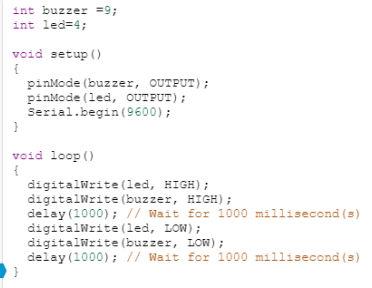 int buzzer =9;
int led=4;
void setup()
{
pinMode(buzzer, OUTPUT);
pinMode(led, OUTPUT);
Serial.begin(9600);
}
void loop()
{
digitalWrite(led, HIGH);
digitalWrite(buzzer, HIGH);
delay(1000); // Wait for 1000 millisecond(s)
digitalWrite(led, LOW);
digitalWrite(buzzer, LOW);
delay(1000); // Wait for 1000 millisecond(s)
}